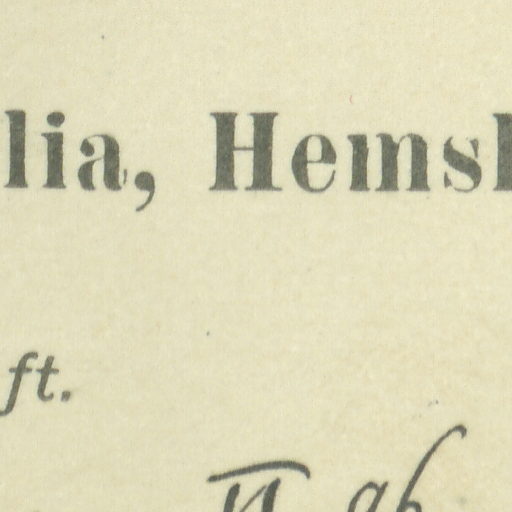 lia, Hemsl
ft.